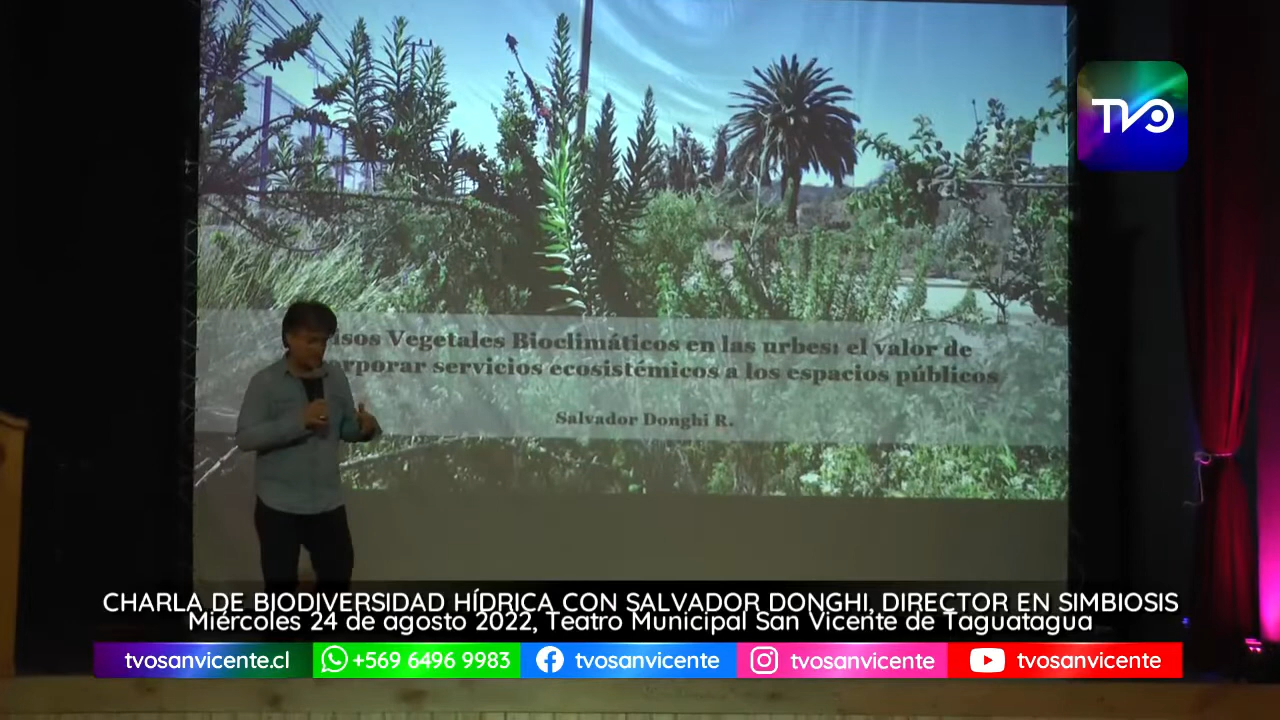 TVO
Vegetales Bioclimáticos en las urbes: el valor de
servicios ecosistémicos a los espacios públicos
Salvador Donghi R.
CHARLA DE BIODIVERSIDAD HÍDRICA CON SALVADOR DONGHI, DIRECTOR EN SIMBIOSIS
Miércoles 24 de agosto 2022, Teatro Municipal San Vicente de Taguatagua
tvosanvicente.cl +569 6496 9983 tvosanvicente tvosanvicente tvosanvicente